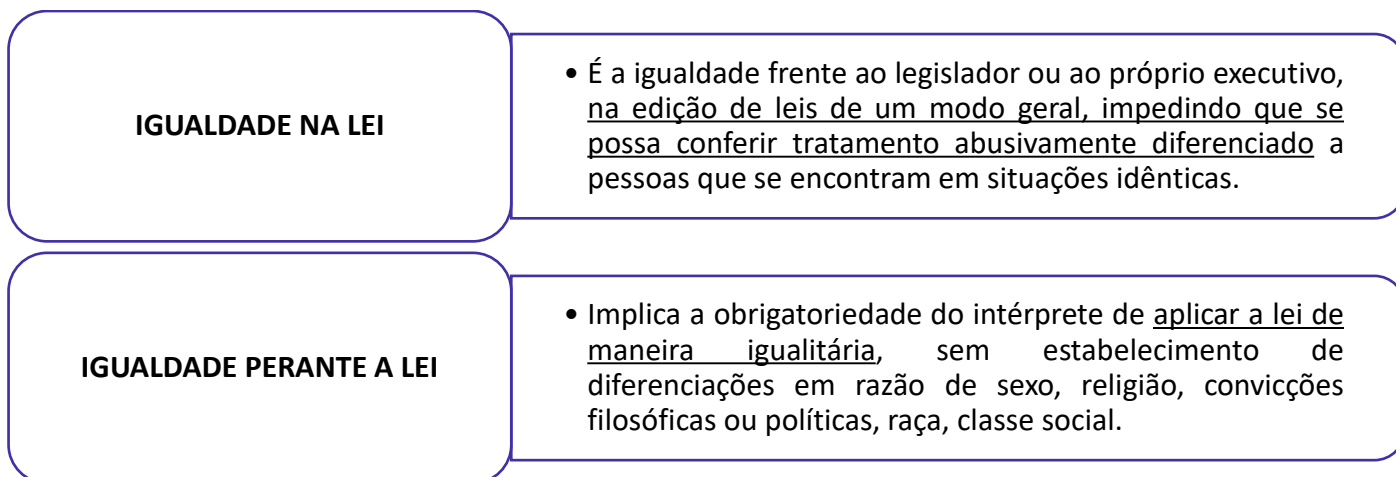 IGUALDADE NA LEI
• É a igualdade frente ao legislador ou ao próprio executivo,
na edição de leis de um modo geral, impedindo que se
possa conferir tratamento abusivamente diferenciado a
pessoas que se encontram em situações idênticas.
IGUALDADE PERANTE A LEI
• Implica a obrigatoriedade do intérprete de aplicar a lei de
maneira igualitária, sem estabelecimento de
diferenciações em razão de sexo, religião, convicções
filosóficas ou políticas, raça, classe social.